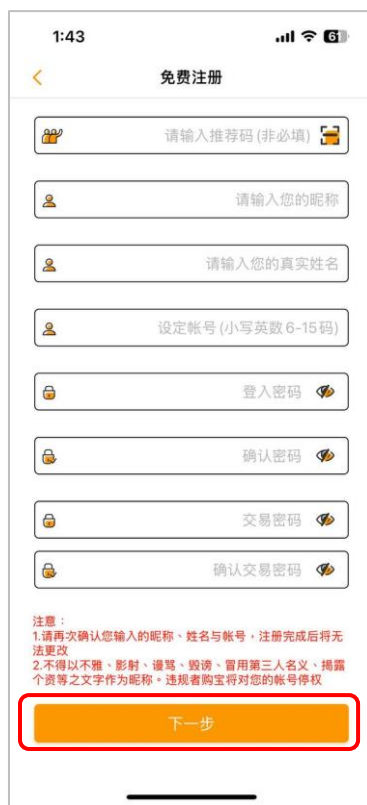 1:43
61
免费注册
请输入推荐码(非必填)
请输入您的昵称
请输入您的真实姓名
设定帐号(小写英数6-15码)
登入密码
确认密码
交易密码
确认交易密码
注意：
1.请再次确认您输入的昵称、姓名与帐号，注册完成后将无
法更改
2.不得以不雅、影射、谩骂、毁谤、冒用第三人名义、揭露
个资等之文字作为昵称。违规者购宝将对您的帐号停权
下一步